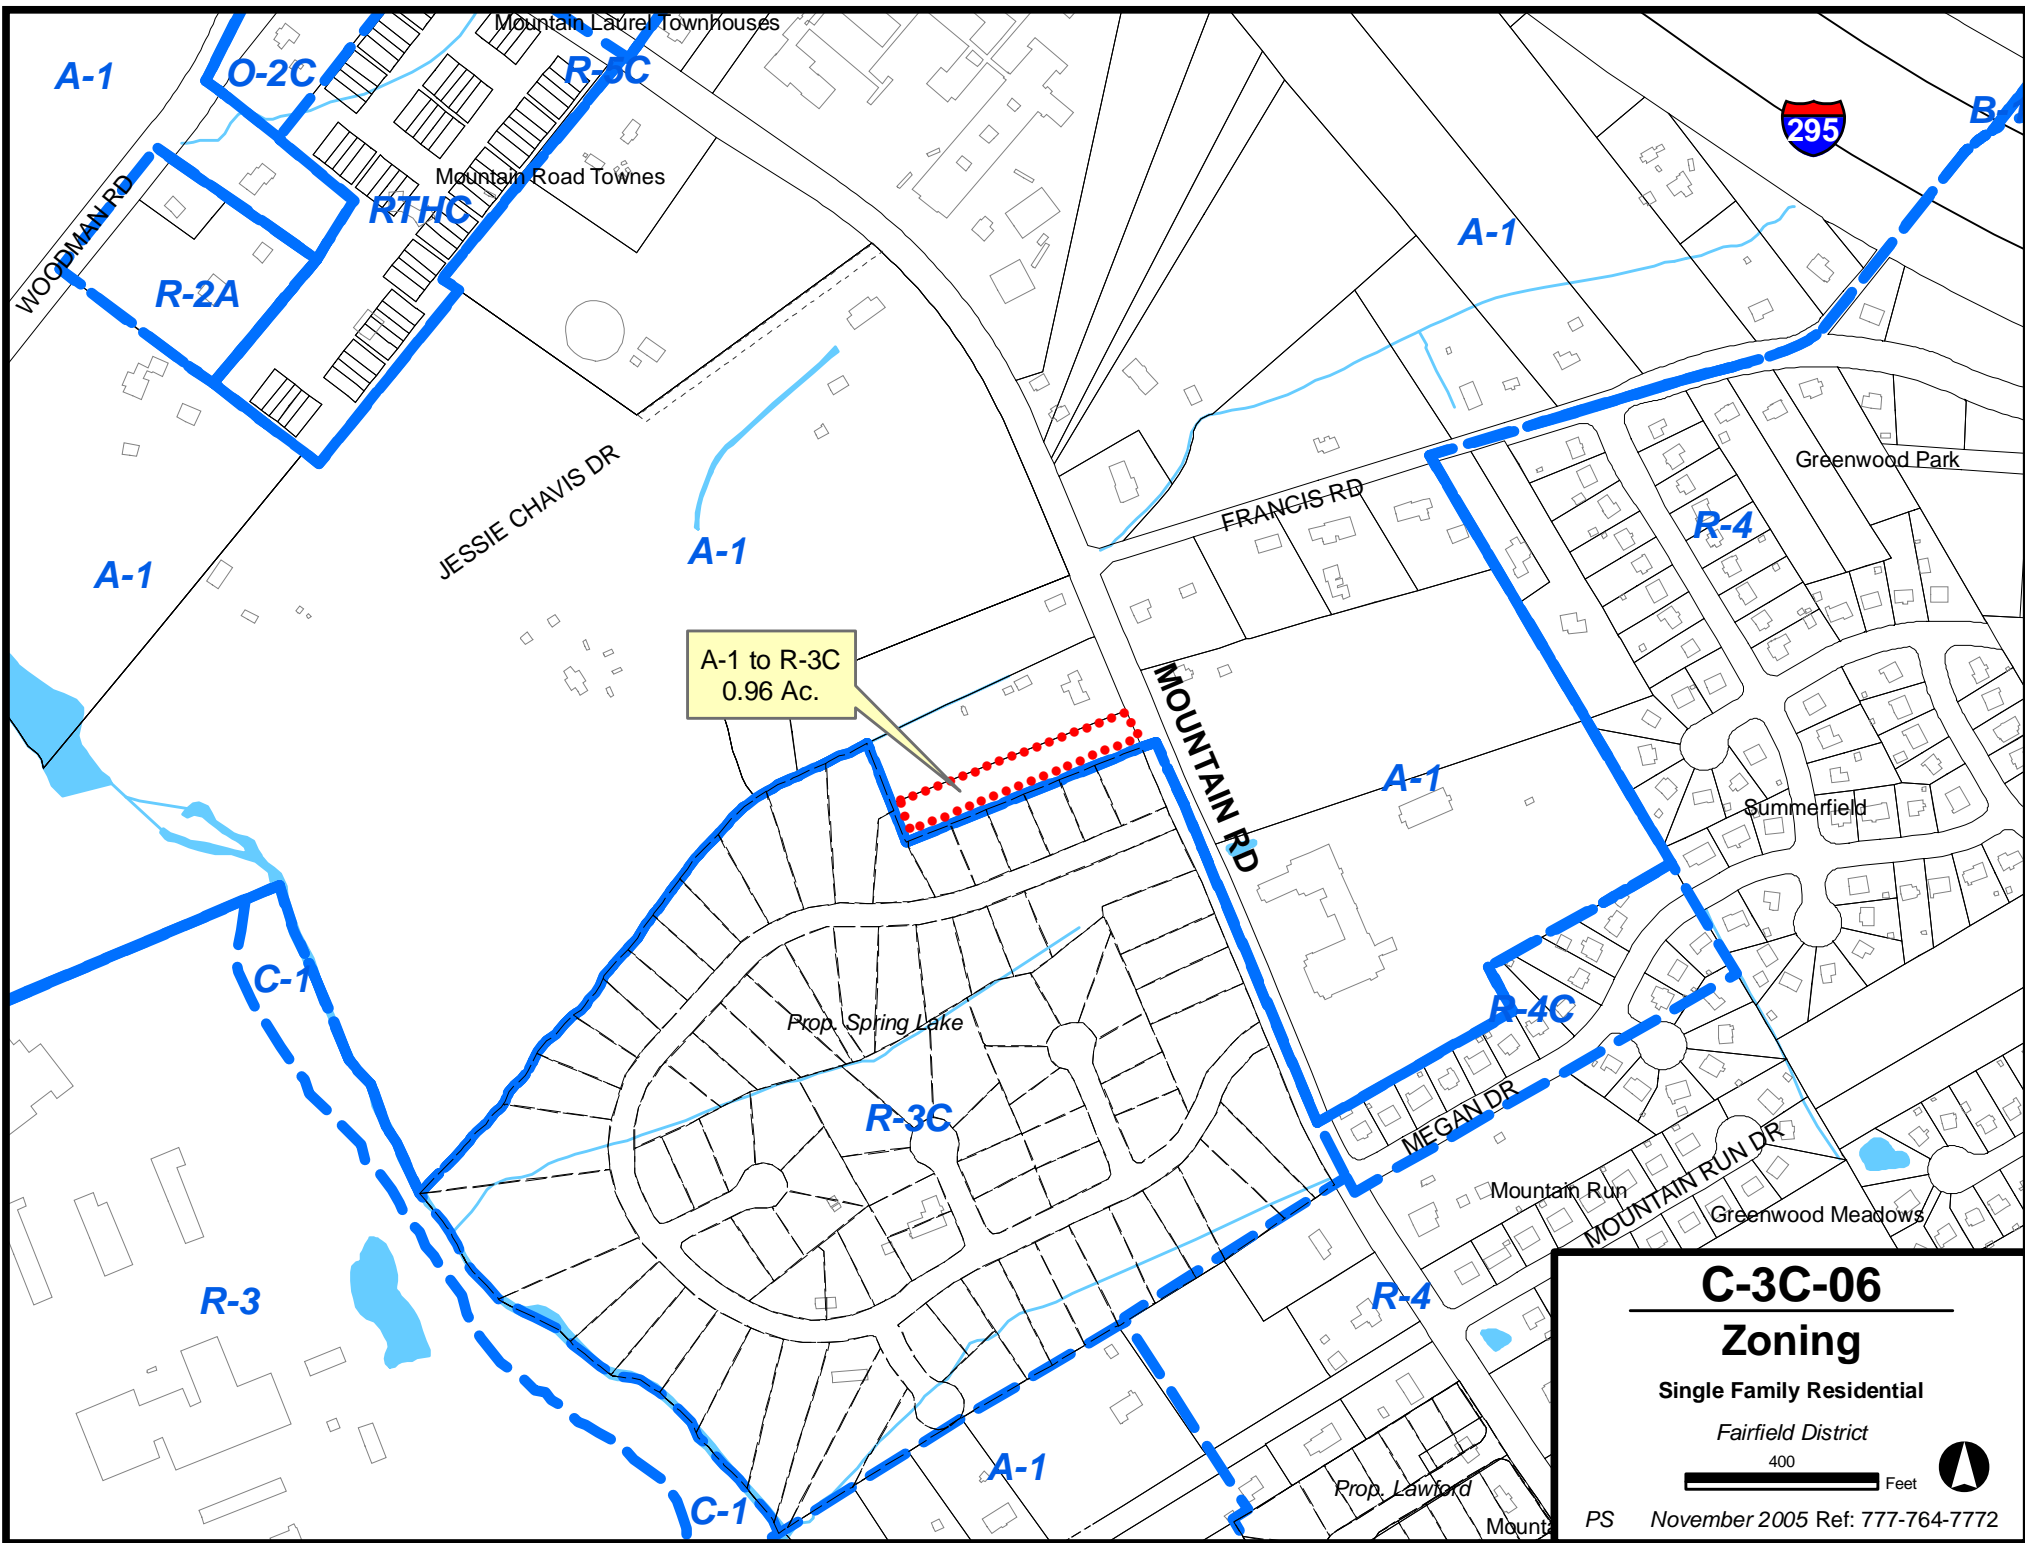 Mountain Laurel Townhouses
A-1
O-2C
R-5C
295
Mountain Road Townes
RTHC
WOODMAN RD
R-2A
A-1
Greenwood Park
FRANCIS RD
R-4
JESSIE CHAVIS DR
A-1
A-1
A-1 to R-3C
0.96 Ac.
MOUNTAIN RD
A-1
Summerfield
C-1
R-4C
Prop. Spring Lake
R-3C
MEGAN DR
Mountain Run
MOUNTAIN RUN DR
Greenwood Meadows
R-3
R-4
A-1
Prop. Lawford
C-1
C-3C-06
Zoning
Single Family Residential
Fairfield District
400
Feet
PS November 2005 Ref: 777-764-7772